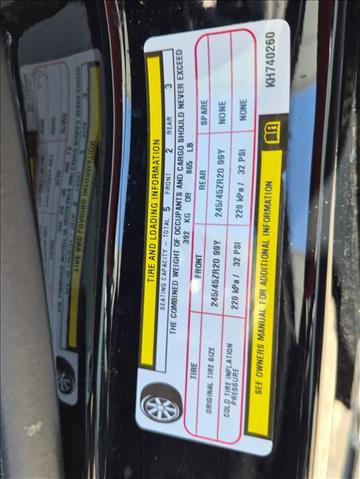 TIRE AND LOADING INFORMATION
SEATING CAPACITY - TOTAL 5 FRONT 2 REAR 3
THE COMBINED WEIGHT OF OCCUPANTS AND CARGO SHOULD NEVER EXCEED
392 KG OR 865 LB
TIRE FRONT REAR SPARE
ORIGINAL TIRE SIZE 245/45ZR20 99Y 245/45ZR20 99Y NONE
COLD TIRE INFLATION PRESSURE 220 kPa / 32 PSI 220 kPa / 32 PSI NONE
SEE OWNERS MANUAL FOR ADDITIONAL INFORMATION
KH740260